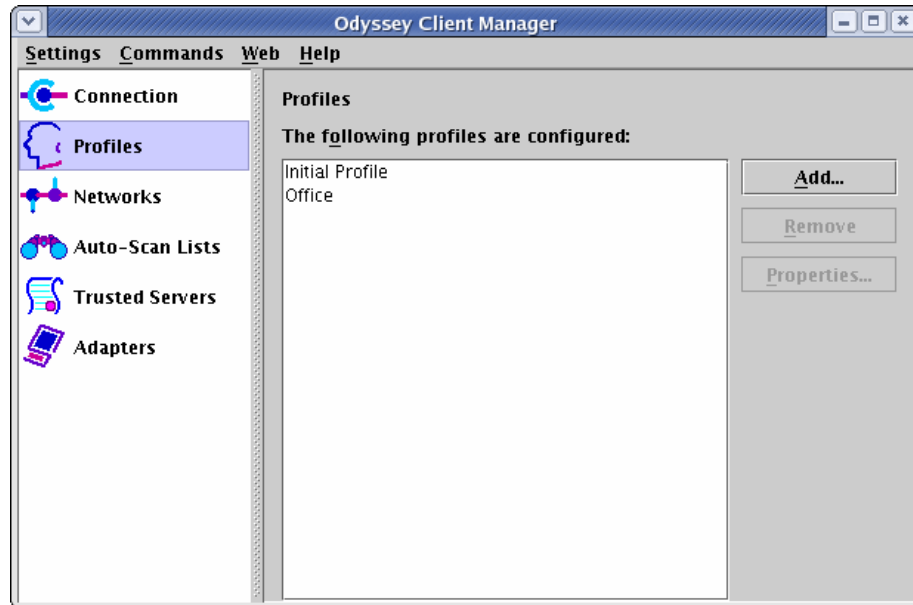 Odyssey Client Manager
Settings Commands Web Help
Connection
Profiles
Networks
Auto-Scan Lists
Trusted Servers
Adapters
Profiles
The following profiles are configured:
Initial Profile
Office
Add...
Remove
Properties...